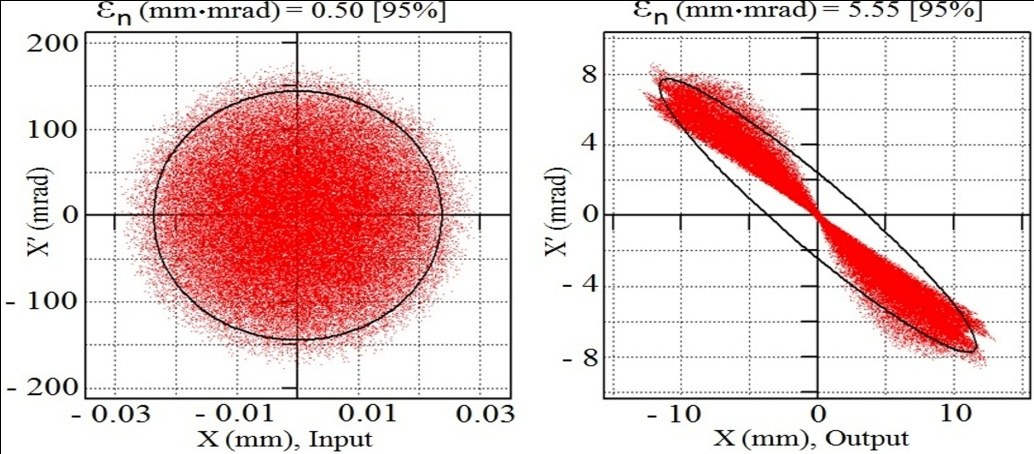 εn (mm•mrad) = 0.50 [95%]
200
100
0
- 100
- 200
X' (mrad)
- 0.03 - 0.01 0.01 0.03
X (mm), Input
εn (mm•mrad) = 5.55 [95%]
8
4
0
- 4
- 8
X' (mrad)
- 10 0 10
X (mm), Output